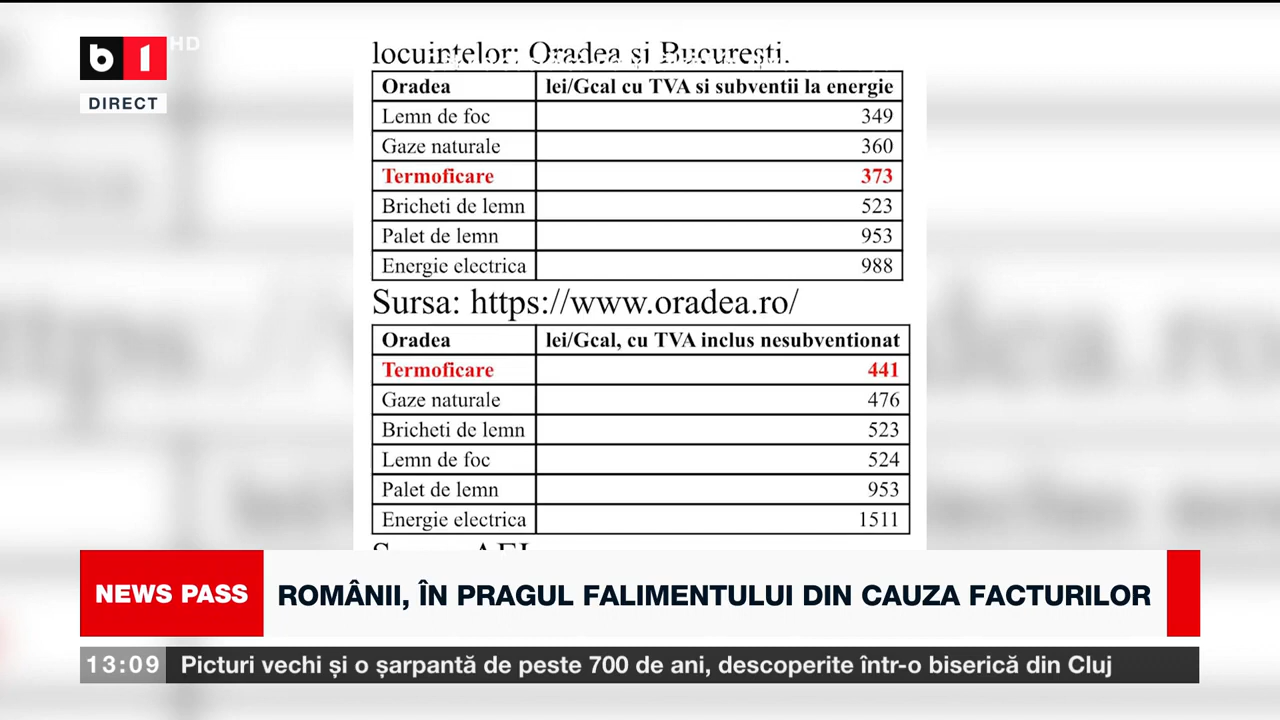 b 1 HD
DIRECT
locuințelor: Oradea și București.
Oradea lei/Gcal cu TVA si subventii la energie
Lemn de foc 349
Gaze naturale 360
Termoficare 373
Bricheti de lemn 523
Palet de lemn 953
Energie electrica 988
Sursa: https://www.oradea.ro/
Oradea lei/Gcal, cu TVA inclus nesubventionat
Termoficare 441
Gaze naturale 476
Bricheti de lemn 523
Lemn de foc 524
Palet de lemn 953
Energie electrica 1511
NEWS PASS ROMÂNII, ÎN PRAGUL FALIMENTULUI DIN CAUZA FACTURILOR
13:09 Picturi vechi și o șarpantă de peste 700 de ani, descoperite într-o biserică din Cluj